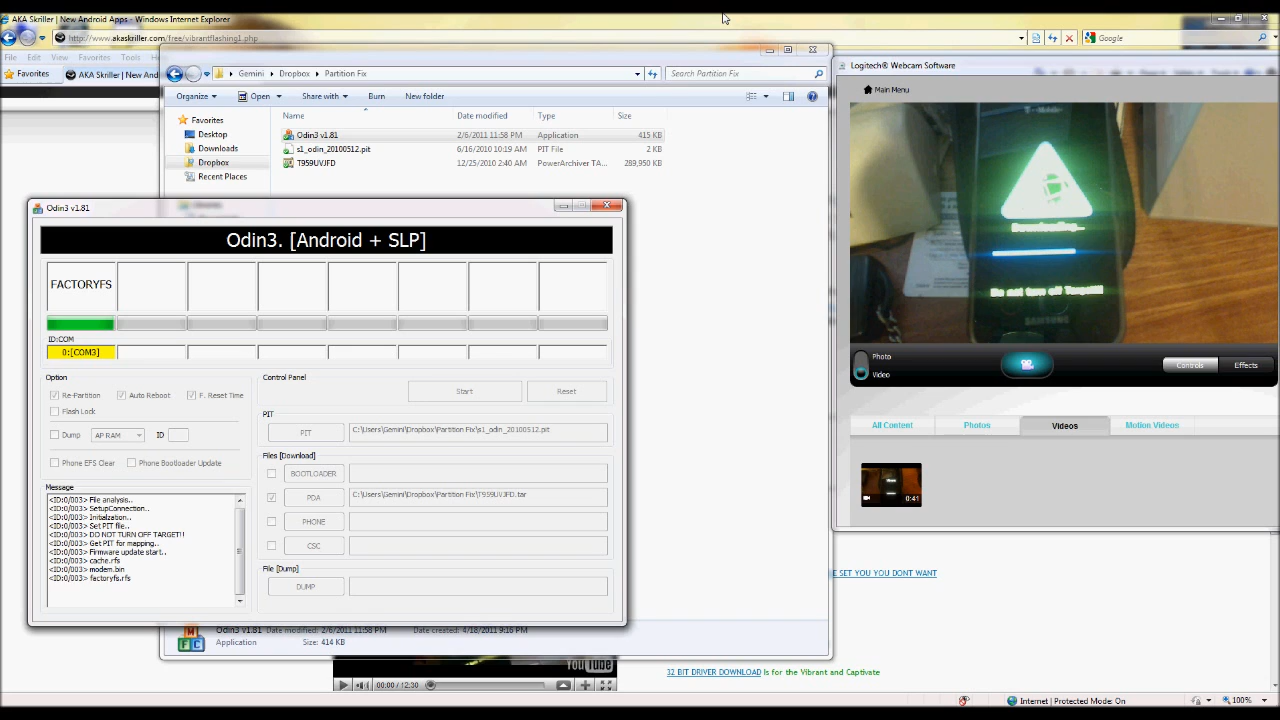 AKA Skriller | New Android Apps - Windows Internet Explorer
http://www.akaskriller.com/free/vibrantflashing1.php
Google
File Edit View Favorites Tools
Favorites AKA Skriller | New And
Gemini Dropbox Partition Fix
Search Partition Fix
Organize Open Share with Burn New folder
Name Date modified Type Size
Favorites
Desktop
Downloads
Dropbox
Recent Places
Libraries
Odin3 v1.81 2/6/2011 11:58 PM Application 415 KB
s1_odin_20100512.pit 6/16/2010 10:19 AM PIT File 2 KB
T959UVJFD 12/25/2010 2:40 AM PowerArchiver TA... 289,950 KB
Odin3 v1.81
Odin3. [Android + SLP]
FACTORYFS
ID:COM
0:[COM3]
Option
Re-Partition Auto Reboot F. Reset Time
Flash Lock
Dump AP RAM ID
Phone EFS Clear Phone Bootloader Update
Message
<ID:0/003> File analysis..
<ID:0/003> SetupConnection..
<ID:0/003> Initialzation..
<ID:0/003> Set PIT file..
<ID:0/003> DO NOT TURN OFF TARGET!!
<ID:0/003> Get PIT for mapping..
<ID:0/003> Firmware update start..
<ID:0/003> cache.rfs
<ID:0/003> modem.bin
<ID:0/003> factoryfs.rfs
Control Panel
Start Reset
PIT
PIT C:\Users\Gemini\Dropbox\Partition Fix\s1_odin_20100512.pit
Files [Download]
BOOTLOADER
PDA C:\Users\Gemini\Dropbox\Partition Fix\T959UVJFD.tar
PHONE
CSC
File [Dump]
DUMP
Odin3 v1.81 Date modified: 2/6/2011 11:58 PM Date created: 4/18/2011 9:16 PM
Application Size: 414 KB
YouTube
00:00 / 12:30
Logitech® Webcam Software
Main Menu
T-Mobile
Downloading...
Do not turn off Target!!!
SAMSUNG
Photo
Video
Controls Effects
All Content Photos Videos Motion Videos
0:41
E SET YOU YOU DONT WANT
32 BIT DRIVER DOWNLOAD Is for the Vibrant and Captivate
Internet | Protected Mode: On
100%